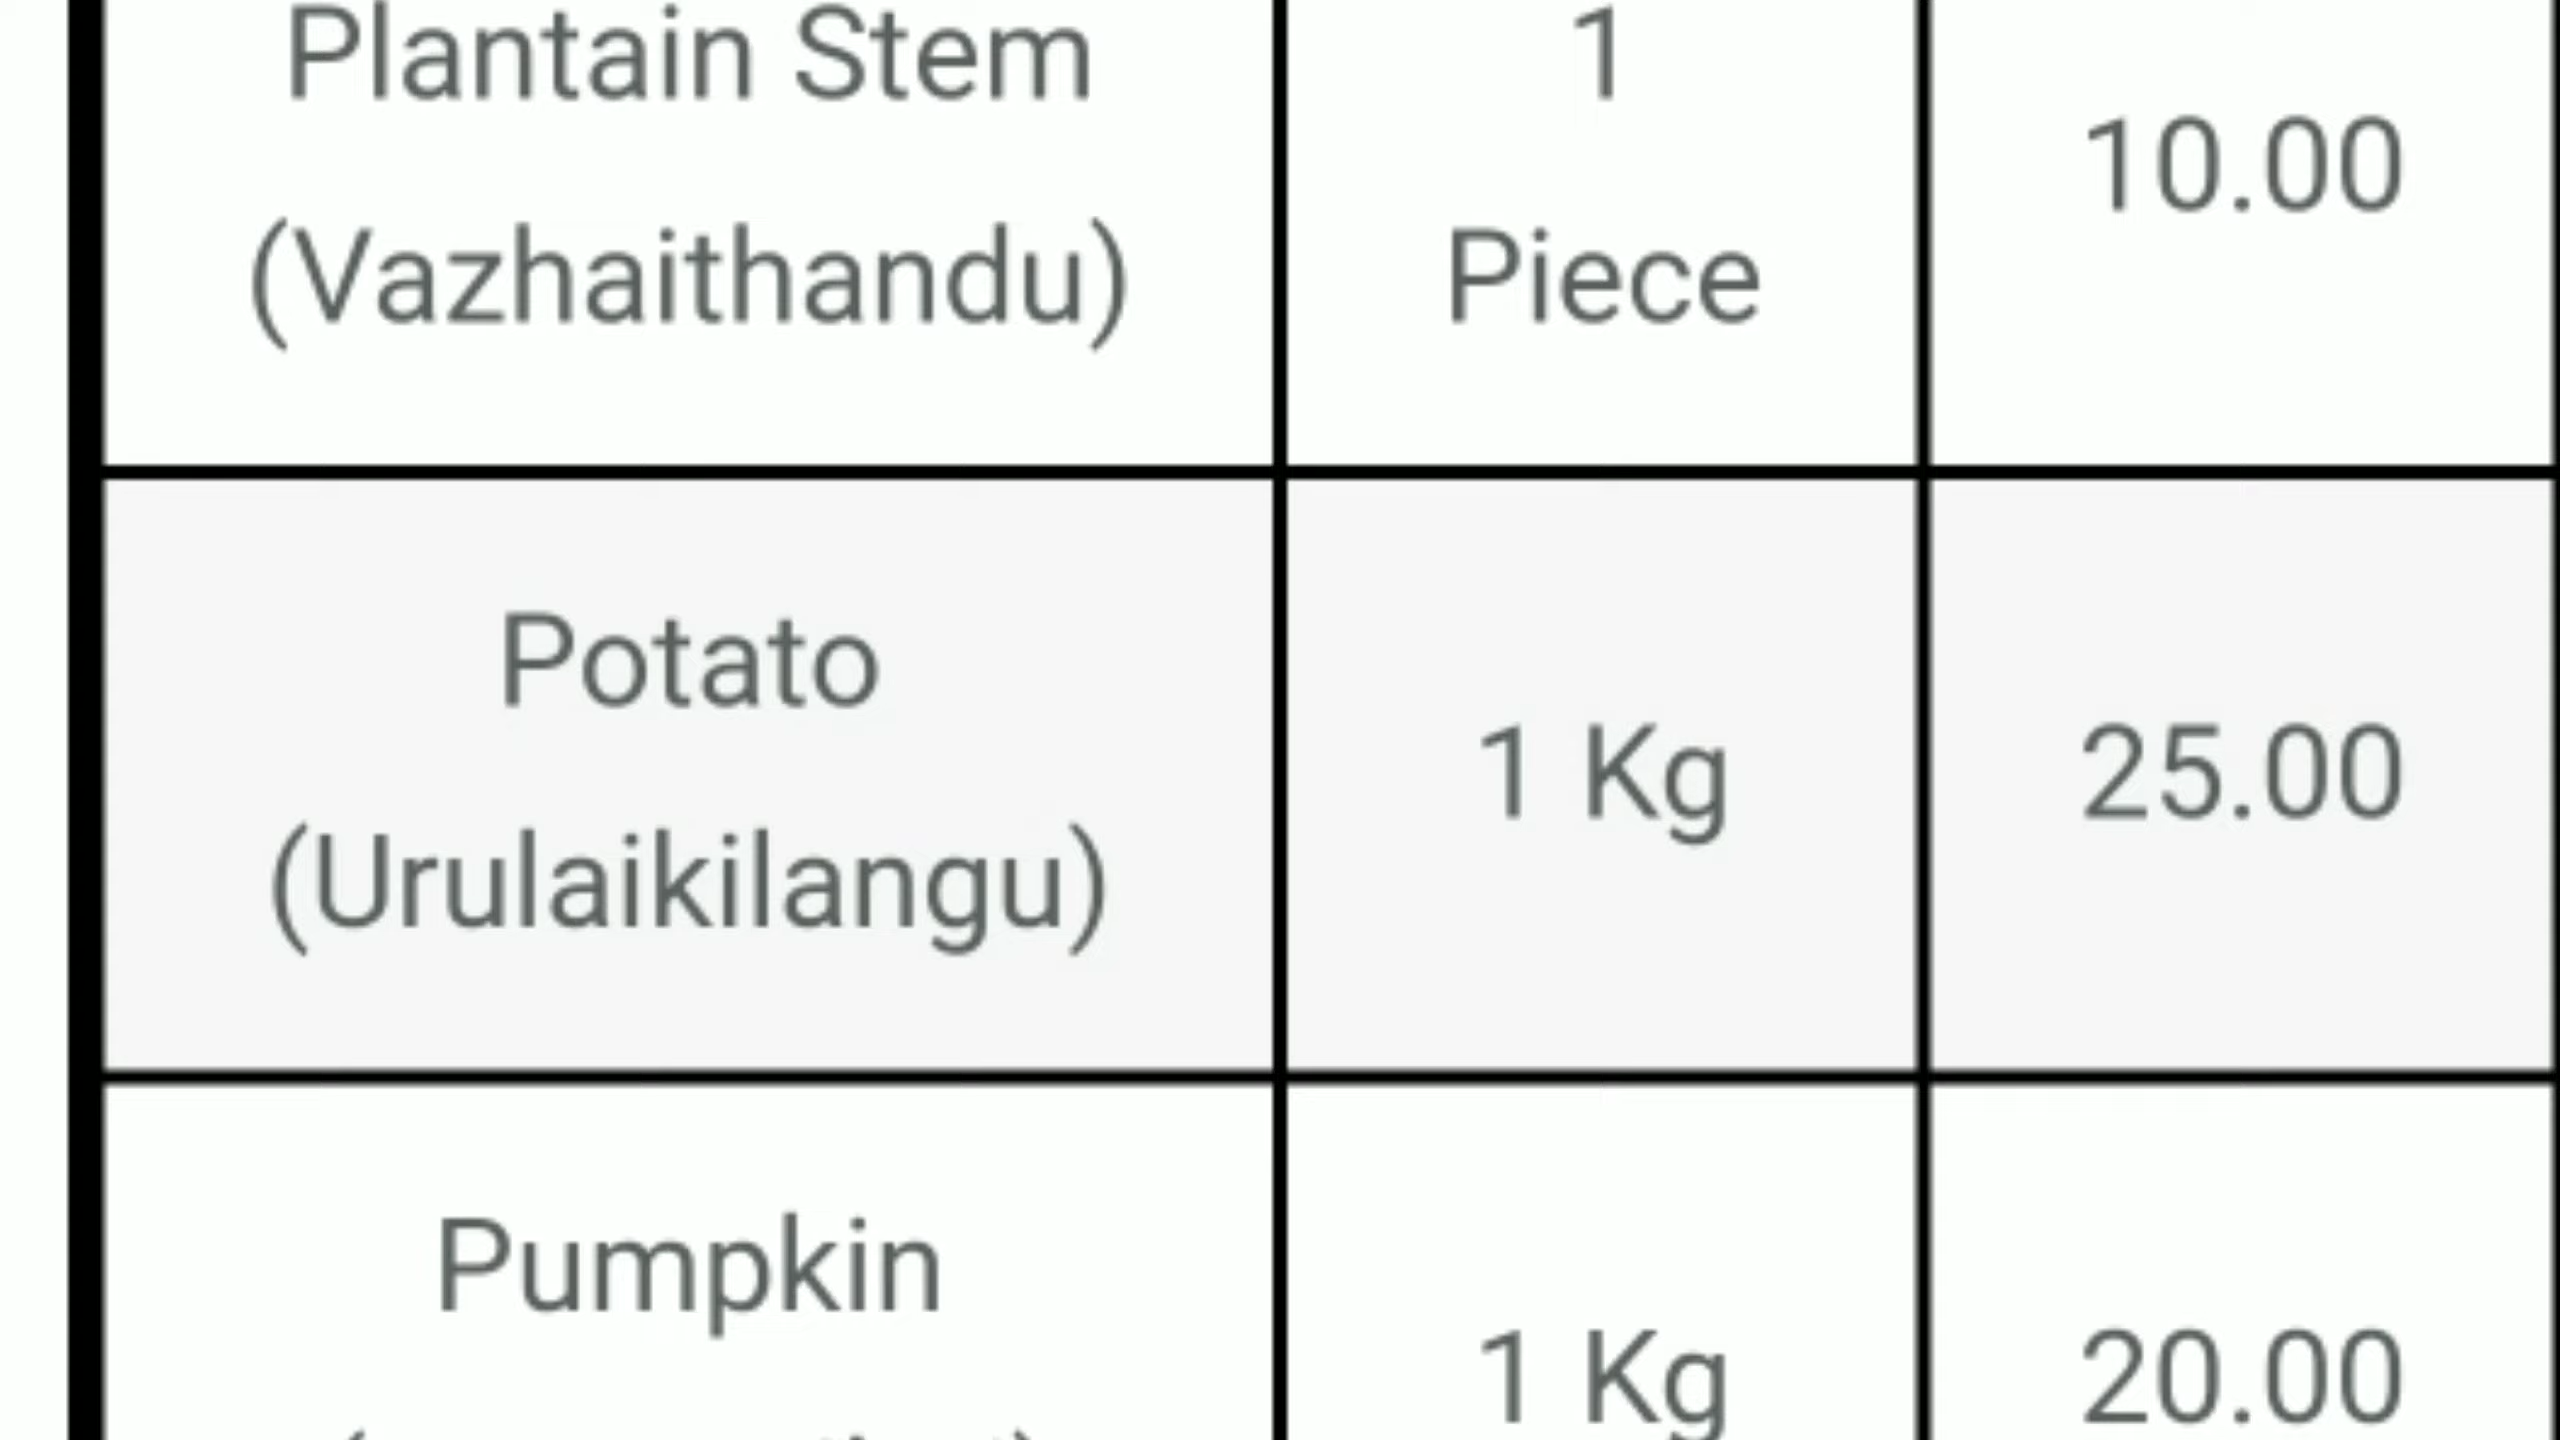 Plantain Stem
(Vazhaithandu)
1
Piece
10.00
Potato
(Urulaikilangu)
1 Kg
25.00
Pumpkin
1 Kg
20.00